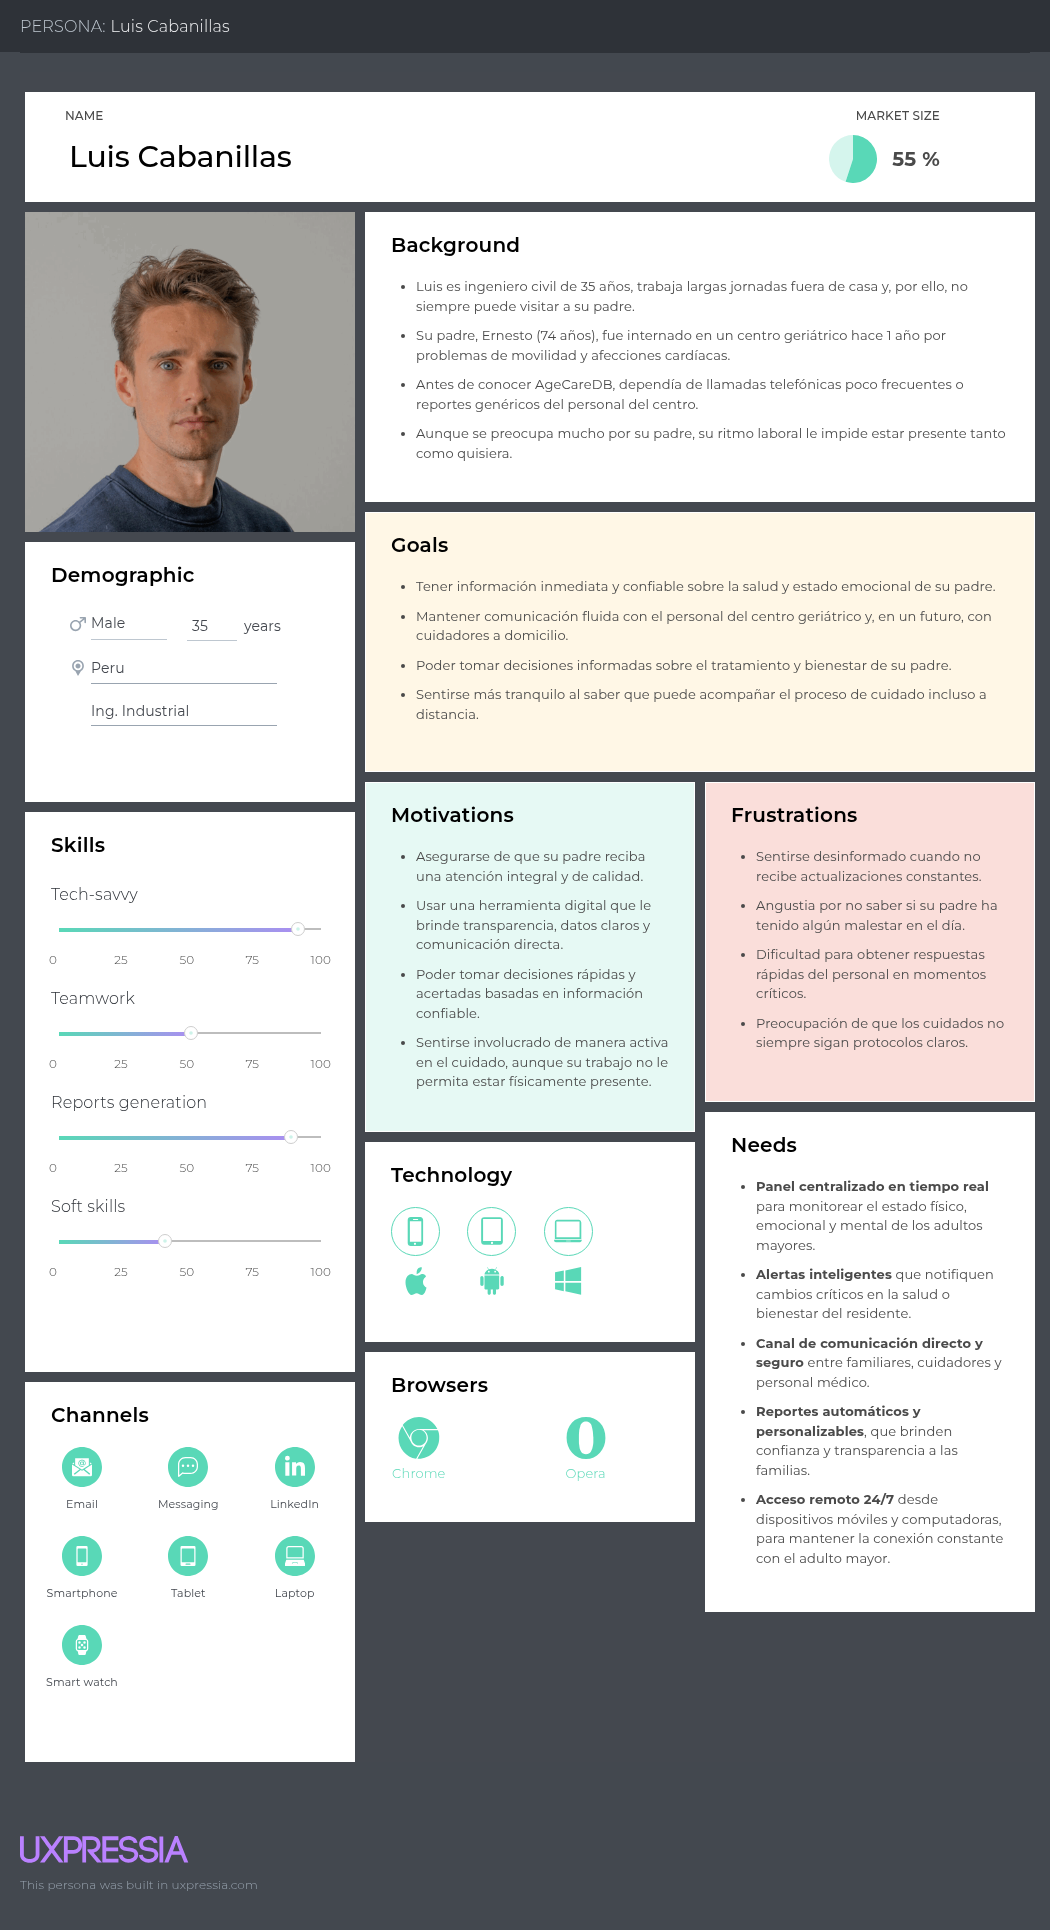 PERSONA: Luis Cabanillas
NAME
Luis Cabanillas
MARKET SIZE
55 %
Background
Luis es ingeniero civil de 35 años, trabaja largas jornadas fuera de casa y, por ello, no
siempre puede visitar a su padre.
Su padre, Ernesto (74 años), fue internado en un centro geriátrico hace 1 año por
problemas de movilidad y afecciones cardíacas.
Antes de conocer AgeCareDB, dependía de llamadas telefónicas poco frecuentes o
reportes genéricos del personal del centro.
Aunque se preocupa mucho por su padre, su ritmo laboral le impide estar presente tanto
como quisiera.
Goals
Tener información inmediata y confiable sobre la salud y estado emocional de su padre.
Mantener comunicación fluida con el personal del centro geriátrico y, en un futuro, con
cuidadores a domicilio.
Poder tomar decisiones informadas sobre el tratamiento y bienestar de su padre.
Sentirse más tranquilo al saber que puede acompañar el proceso de cuidado incluso a
distancia.
Demographic
Male 35 years
Peru
Ing. Industrial
Skills
Tech-savvy
0 25 50 75 100
Teamwork
0 25 50 75 100
Reports generation
0 25 50 75 100
Soft skills
0 25 50 75 100
Channels
Email Messaging LinkedIn
Smartphone Tablet Laptop
Smart watch
Motivations
Asegurarse de que su padre reciba
una atención integral y de calidad.
Usar una herramienta digital que le
brinde transparencia, datos claros y
comunicación directa.
Poder tomar decisiones rápidas y
acertadas basadas en información
confiable.
Sentirse involucrado de manera activa
en el cuidado, aunque su trabajo no le
permita estar físicamente presente.
Technology
Browsers
Chrome Opera
Frustrations
Sentirse desinformado cuando no
recibe actualizaciones constantes.
Angustia por no saber si su padre ha
tenido algún malestar en el día.
Dificultad para obtener respuestas
rápidas del personal en momentos
críticos.
Preocupación de que los cuidados no
siempre sigan protocolos claros.
Needs
Panel centralizado en tiempo real
para monitorear el estado físico,
emocional y mental de los adultos
mayores.
Alertas inteligentes que notifiquen
cambios críticos en la salud o
bienestar del residente.
Canal de comunicación directo y
seguro entre familiares, cuidadores y
personal médico.
Reportes automáticos y
personalizables, que brinden
confianza y transparencia a las
familias.
Acceso remoto 24/7 desde
dispositivos móviles y computadoras,
para mantener la conexión constante
con el adulto mayor.
UXPRESSIA
This persona was built in uxpressia.com